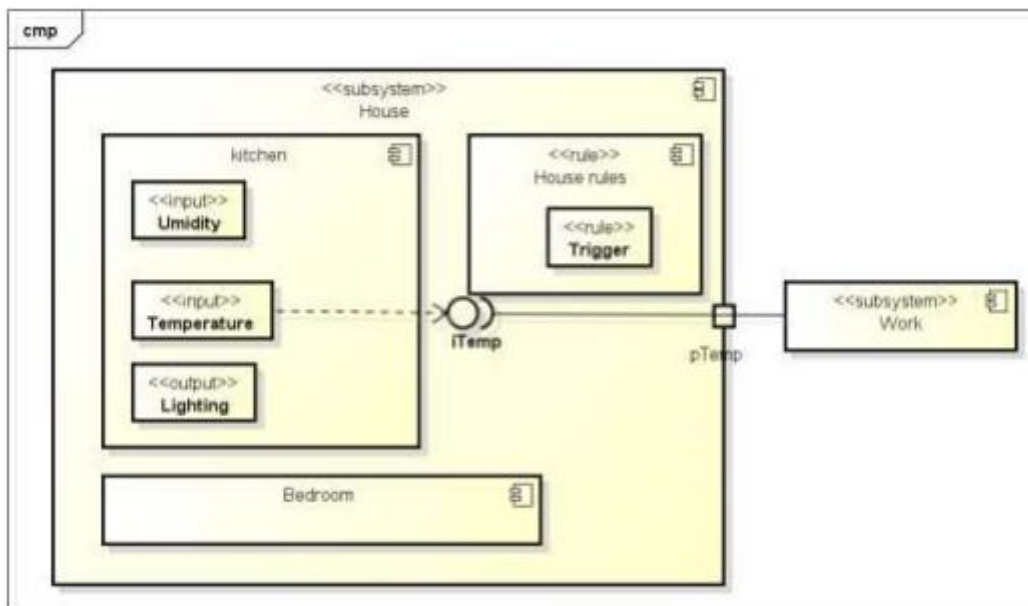 cmp
<<subsystem>>
House
kitchen
<<input>>
Umidity
<<input>>
Temperature
<<output>>
Lighting
<<rule>>
House rules
<<rule>>
Trigger
iTemp
pTemp
<<subsystem>>
Work
Bedroom